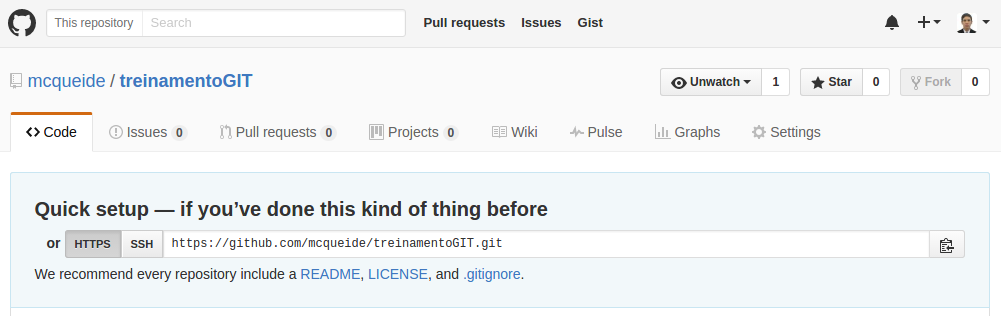 This repository Search Pull requests Issues Gist
mcqueide / treinamentoGIT Unwatch 1 Star 0 Fork 0
Code Issues 0 Pull requests 0 Projects 0 Wiki Pulse Graphs Settings
Quick setup — if you’ve done this kind of thing before
or HTTPS SSH https://github.com/mcqueide/treinamentoGIT.git
We recommend every repository include a README, LICENSE, and .gitignore.